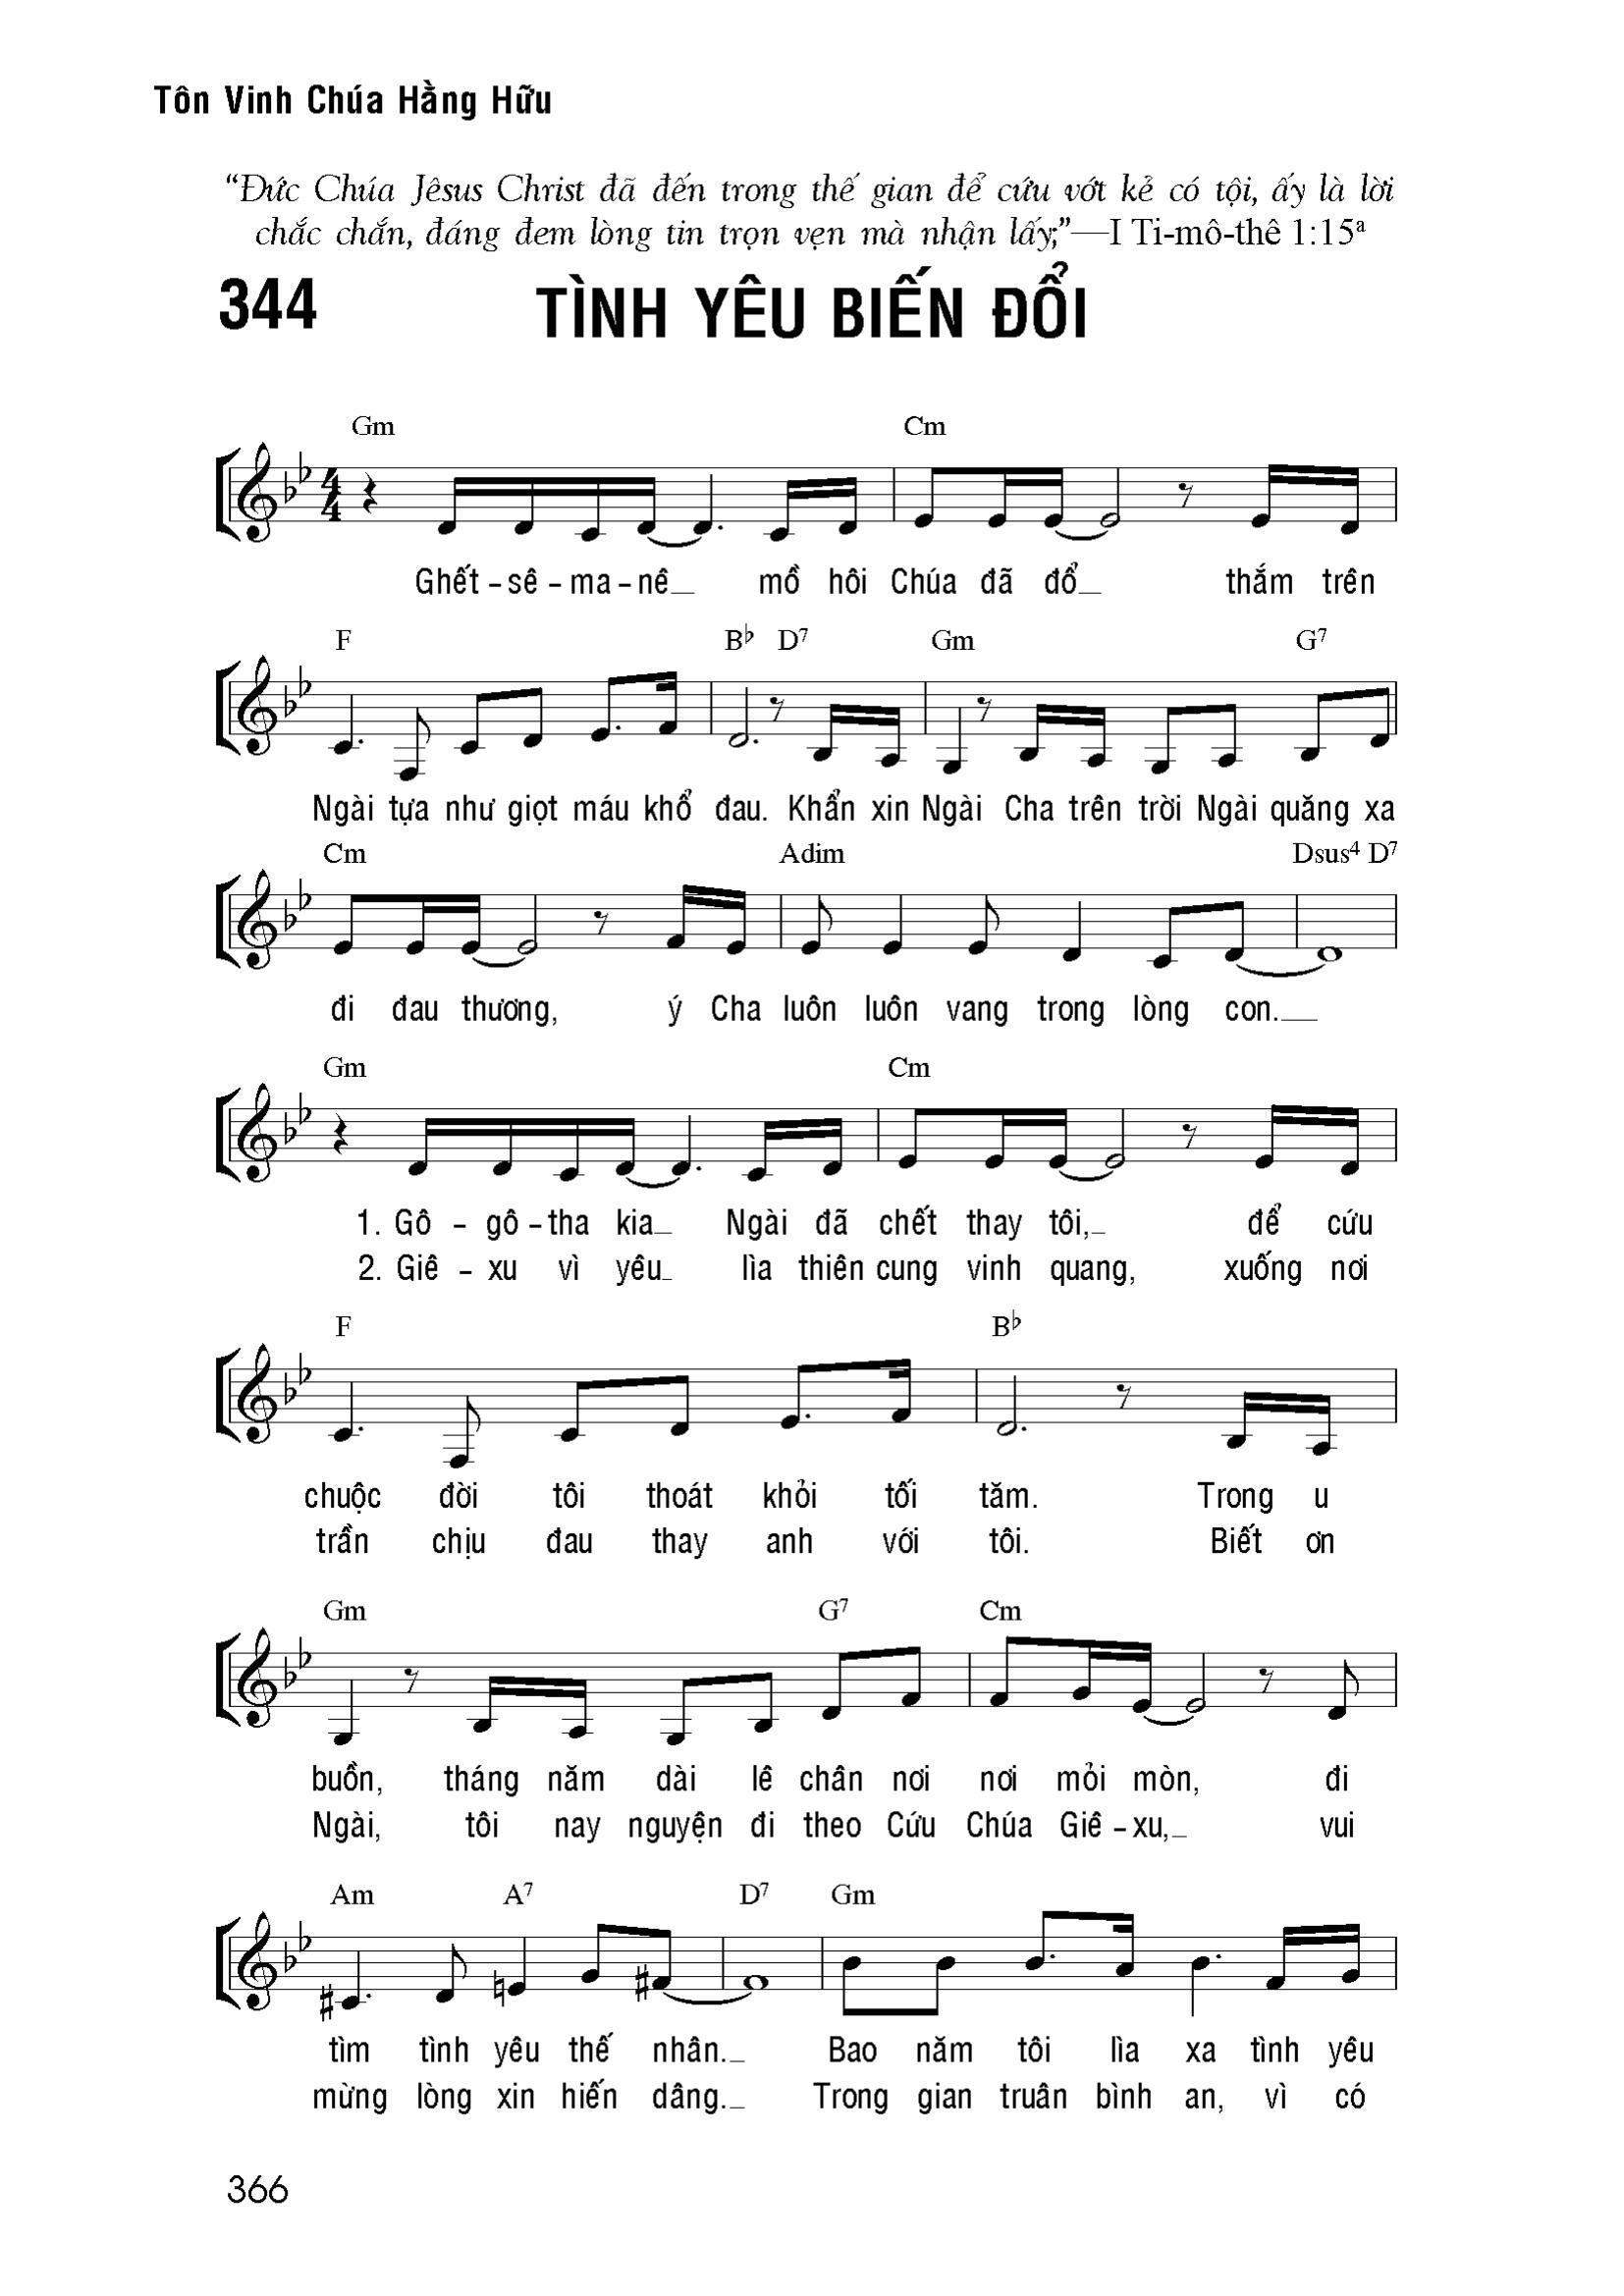 Tôn Vinh Chúa Hằng Hữu
“Đức Chúa Jêsus Christ đã đến trong thế gian để cứu vớt kẻ có tội, ấy là lời
chắc chắn, đáng đem lòng tin trọn vẹn mà nhận lấy;”—I Ti-mô-thê 1:15ª
344 TÌNH YÊU BIẾN ĐỔI
Gm Cm
Ghết – sê – ma – nê _ mồ hôi Chúa đã đổ _ thắm trên
F B♭ D7 Gm G7
Ngài tựa như giọt máu khổ đau. Khẩn xin Ngài Cha trên trời Ngài quăng xa
Cm Adim Dsus4 D7
đi đau thương, ý Cha luôn luôn vang trong lòng con. _
Gm Cm
1. Gô – gô – tha kia _ Ngài đã chết thay tôi, _ để cứu
2. Giê – xu vì yêu _ lìa thiên cung vinh quang, xuống nơi
F B♭
chuộc đời tôi thoát khỏi tối tăm. Trong u
trần chịu đau thay anh với tôi. Biết ơn
Gm G7 Cm
buồn, tháng năm dài lê chân nơi nơi mỏi mòn, đi
Ngài, tôi nay nguyện đi theo Cứu Chúa Giê – xu, _ vui
Am A7 D7 Gm
tìm tình yêu thế nhân. _ Bao năm tôi lìa xa tình yêu
mừng lòng xin hiến dâng. _ Trong gian truân bình an, vì có
366